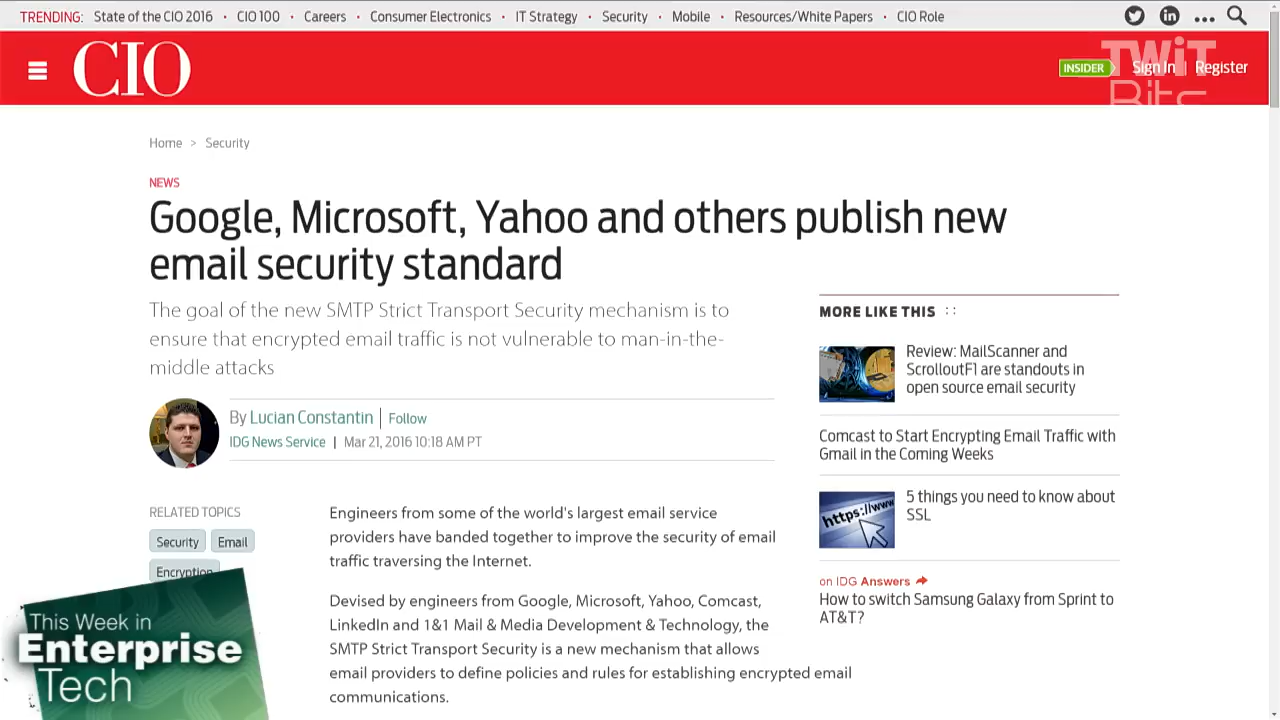 TRENDING: State of the CIO 2016 • CIO 100 • Careers • Consumer Electronics • IT Strategy • Security • Mobile • Resources/White Papers • CIO Role
CIO
INSIDER Sign In | Register
TWiT
Bits
Home > Security
NEWS
Google, Microsoft, Yahoo and others publish new
email security standard
The goal of the new SMTP Strict Transport Security mechanism is to
ensure that encrypted email traffic is not vulnerable to man-in-the-
middle attacks
By Lucian Constantin | Follow
IDG News Service | Mar 21, 2016 10:18 AM PT
RELATED TOPICS
Security Email
Encryption
Engineers from some of the world's largest email service
providers have banded together to improve the security of email
traffic traversing the Internet.
Devised by engineers from Google, Microsoft, Yahoo, Comcast,
LinkedIn and 1&1 Mail & Media Development & Technology, the
SMTP Strict Transport Security is a new mechanism that allows
email providers to define policies and rules for establishing encrypted email
communications.
MORE LIKE THIS
Review: MailScanner and
ScrolloutF1 are standouts in
open source email security
Comcast to Start Encrypting Email Traffic with
Gmail in the Coming Weeks
https://www
5 things you need to know about
SSL
on IDG Answers
How to switch Samsung Galaxy from Sprint to
AT&T?
This Week in
Enterprise
Tech